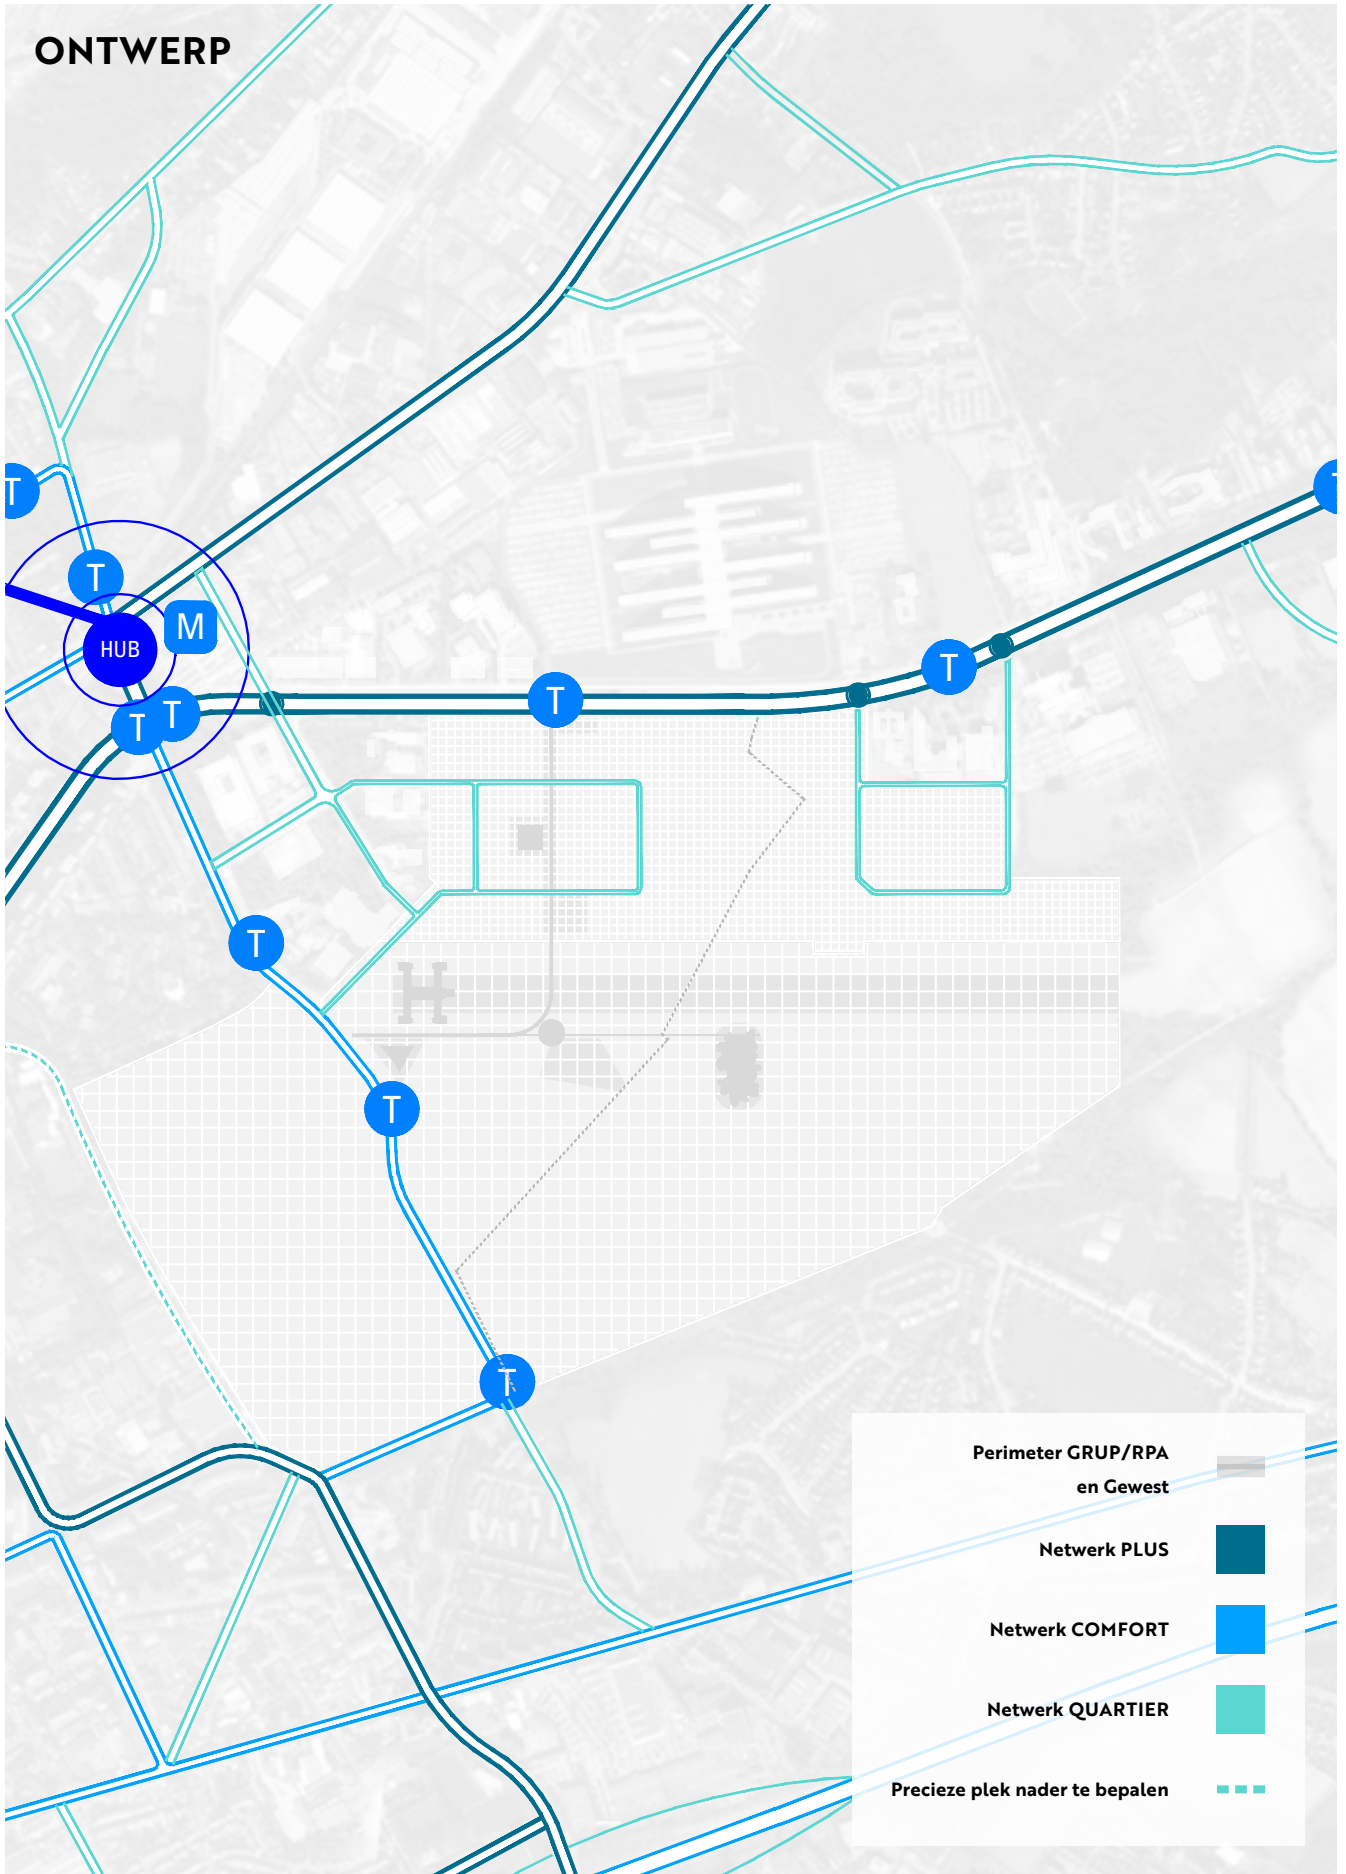 ONTWERP
T
T
HUB
M
T
T
T
T
T
T
T
T
Perimeter GRUP/RPA
en Gewest
Netwerk PLUS
Netwerk COMFORT
Netwerk QUARTIER
Precieze plek nader te bepalen